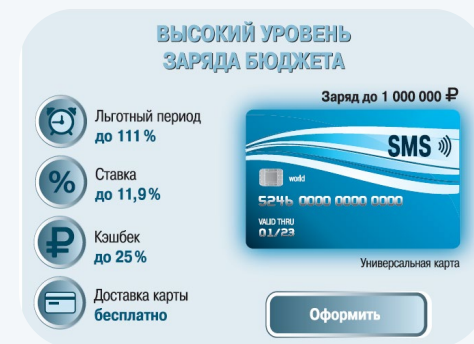 ВЫСОКИЙ УРОВЕНЬ
ЗАРЯДА БЮДЖЕТА
Льготный период
до 111 %
%
Ставка
до 11,9 %
₽
Кэшбек
до 25 %
Доставка карты
бесплатно
Заряд до 1 000 000 ₽
SMS
world
5246 0000 0000 0000
VALID THRU
01/23
Универсальная карта
Оформить